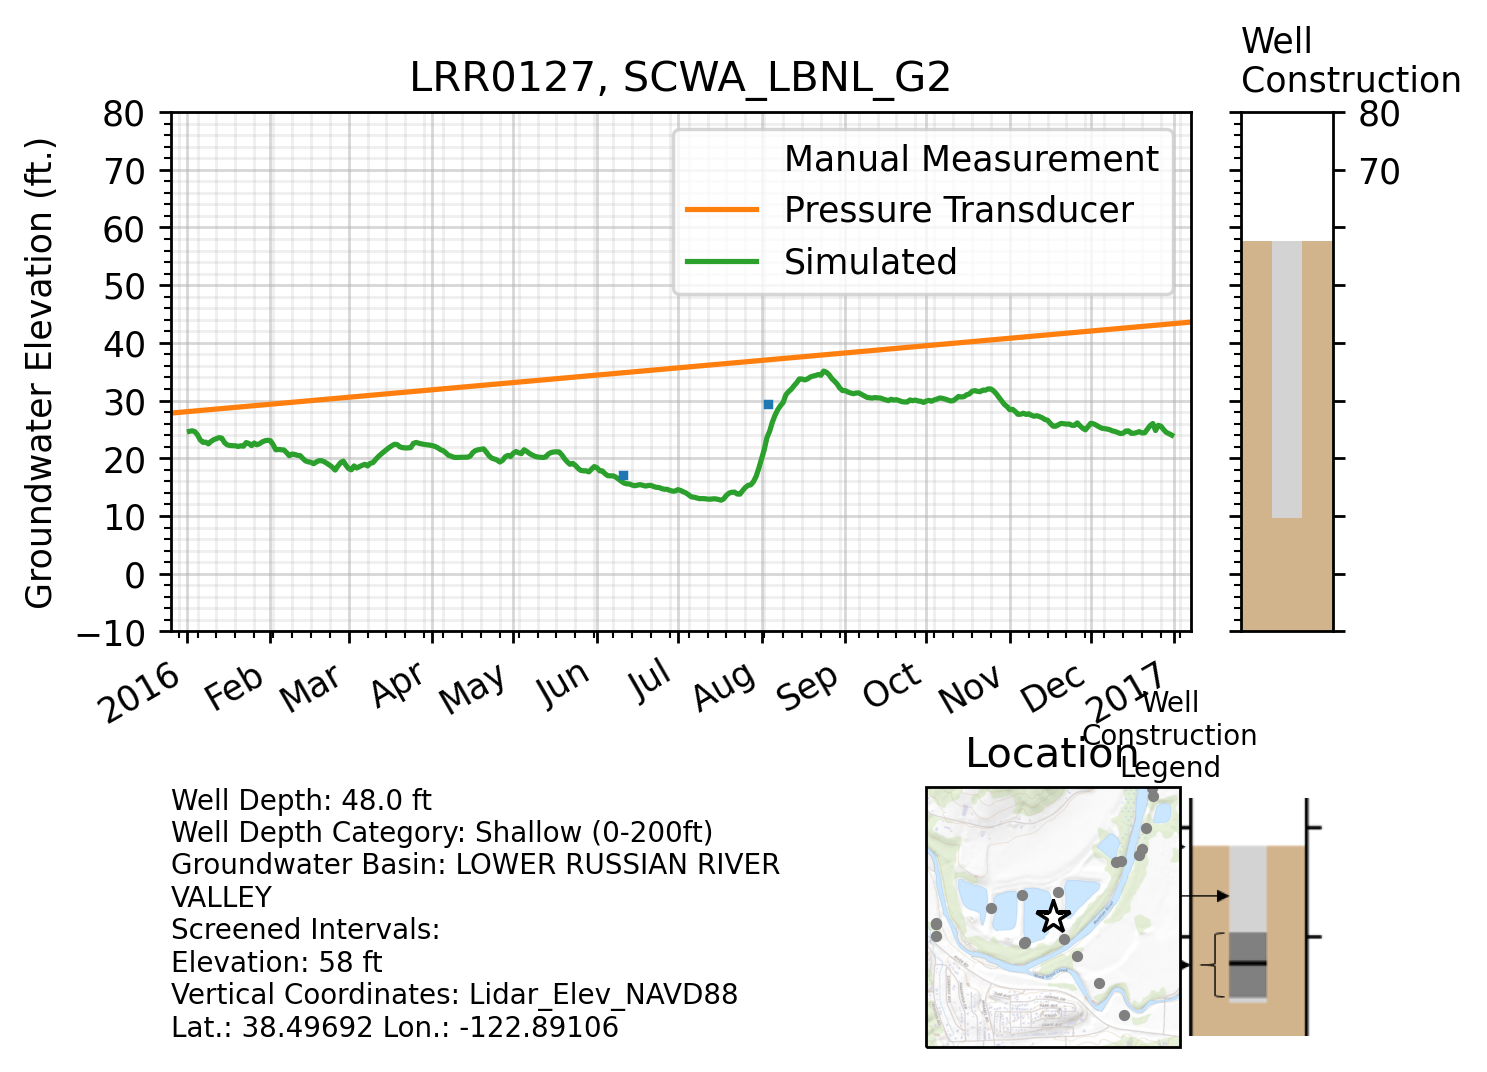 Well
Construction
LRR0127, SCWA_LBNL_G2
80
70
60
50
40
30
20
10
0
−10
Groundwater Elevation (ft.)
Manual Measurement
Pressure Transducer
Simulated
80
70
2016
Feb
Mar
Apr
May
Jun
Jul
Aug
Sep
Oct
Nov
Dec
2017
Well
Construction
Legend
Location
Well Depth: 48.0 ft
Well Depth Category: Shallow (0-200ft)
Groundwater Basin: LOWER RUSSIAN RIVER
VALLEY
Screened Intervals:
Elevation: 58 ft
Vertical Coordinates: Lidar_Elev_NAVD88
Lat.: 38.49692 Lon.: -122.89106